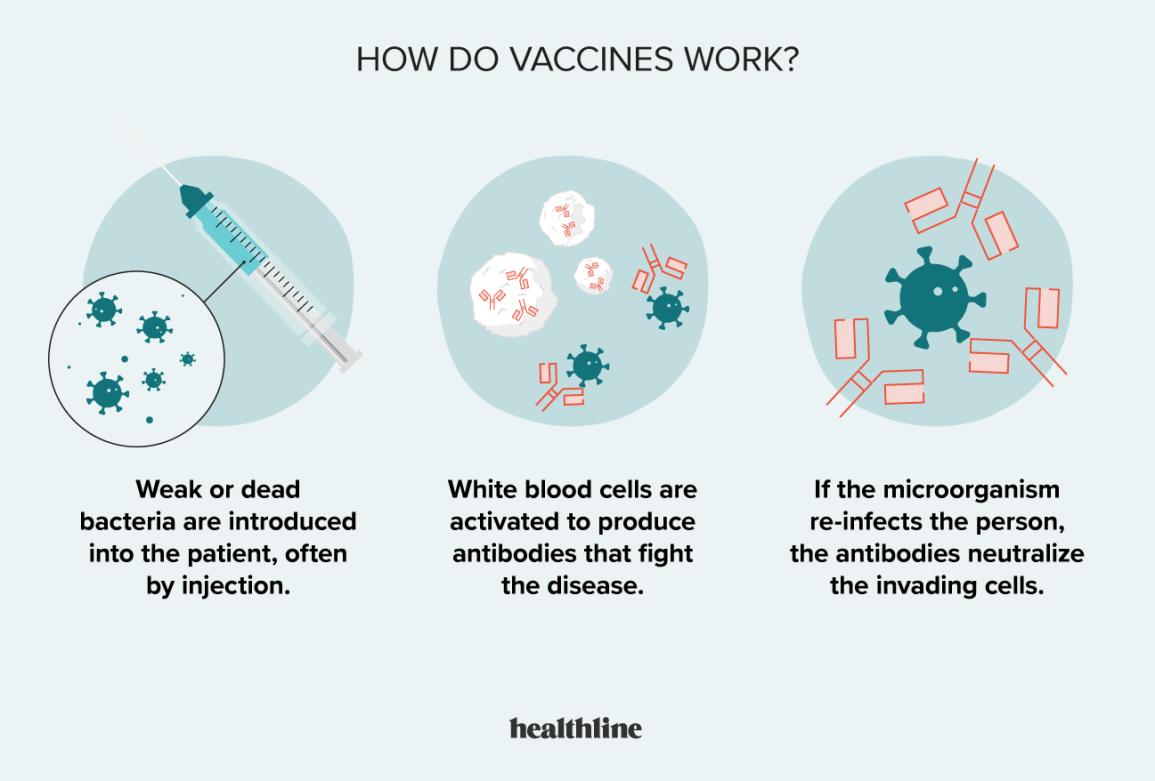 HOW DO VACCINES WORK?
Weak or dead
bacteria are introduced
into the patient, often
by injection.
White blood cells are
activated to produce
antibodies that fight
the disease.
If the microorganism
re-infects the person,
the antibodies neutralize
the invading cells.
healthline